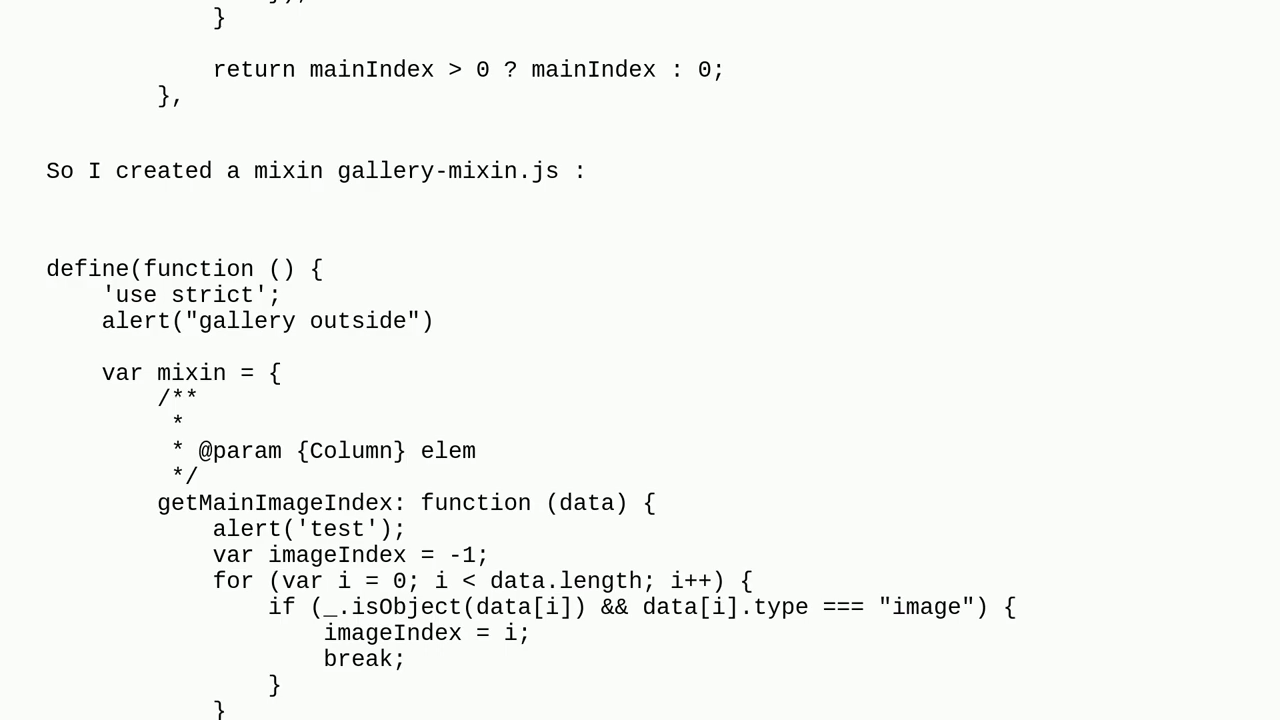 }
return mainIndex > 0 ? mainIndex : 0;
},
So I created a mixin gallery-mixin.js :
define(function () {
'use strict';
alert("gallery outside")
var mixin = {
/**
*
* @param {Column} elem
*/
getMainImageIndex: function (data) {
alert('test');
var imageIndex = -1;
for (var i = 0; i < data.length; i++) {
if (_.isObject(data[i]) && data[i].type === "image") {
imageIndex = i;
break;
}
}